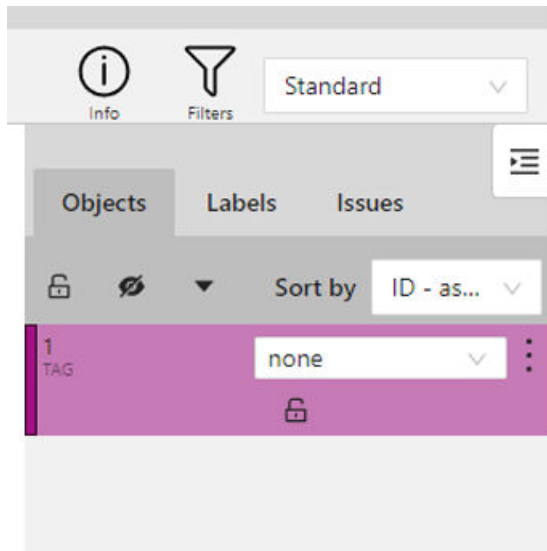 Info
Filters
Standard
Objects
Labels
Issues
Sort by
ID - as...
1
none
TAG